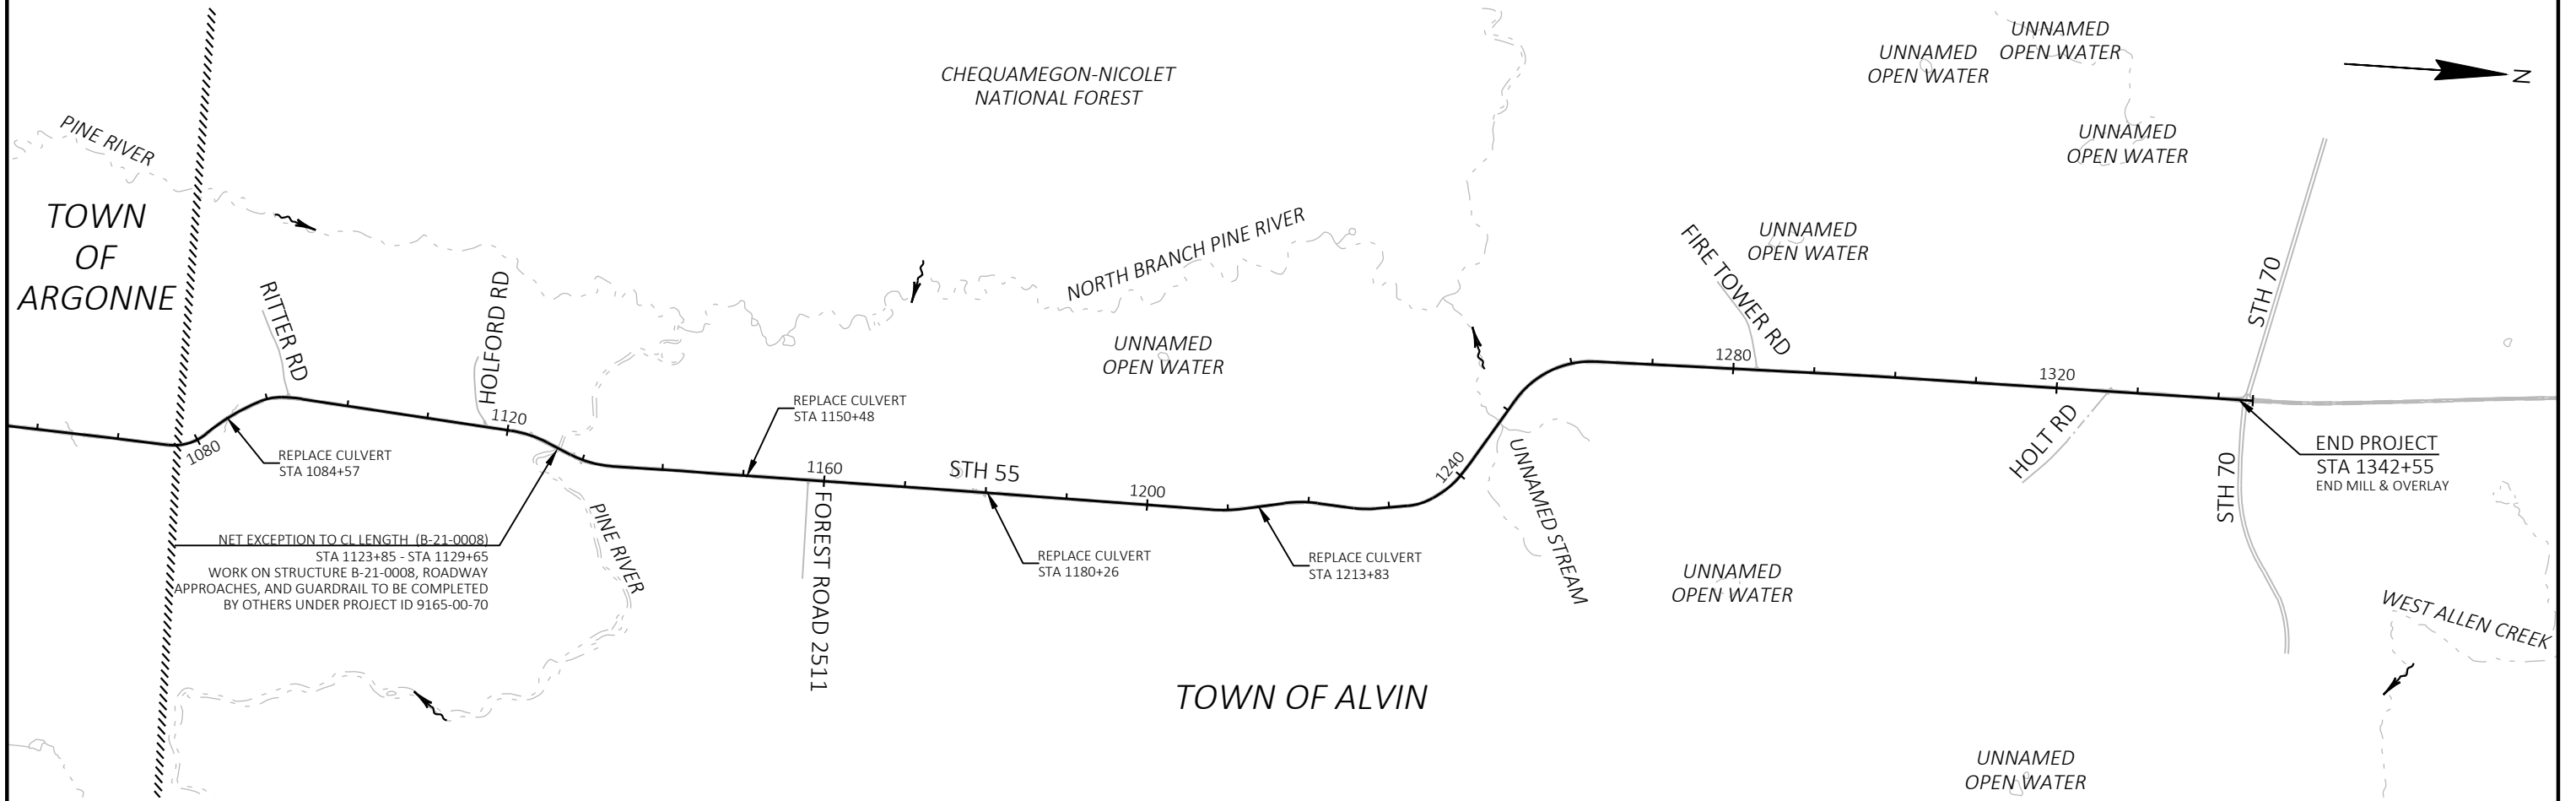 UNNAMED
OPEN WATER
UNNAMED
OPEN WATER
CHEQUAMEGON-NICOLET
NATIONAL FOREST
N
PINE RIVER
UNNAMED
OPEN WATER
TOWN
OF
ARGONNE
NORTH BRANCH PINE RIVER
UNNAMED
OPEN WATER
FIRE TOWER RD
STH 70
RITTER RD
HOLFORD RD
UNNAMED
OPEN WATER
1280
1320
REPLACE CULVERT
STA 1150+48
1120
1080
REPLACE CULVERT
STA 1084+57
1160
STH 55
1200
1240
HOLT RD
STH 70
END PROJECT
STA 1342+55
END MILL & OVERLAY
NET EXCEPTION TO CL LENGTH (B-21-0008)
STA 1123+85 - STA 1129+65
WORK ON STRUCTURE B-21-0008, ROADWAY
APPROACHES, AND GUARDRAIL TO BE COMPLETED
BY OTHERS UNDER PROJECT ID 9165-00-70
PINE RIVER
FOREST ROAD 2511
REPLACE CULVERT
STA 1180+26
REPLACE CULVERT
STA 1213+83
UNNAMED STREAM
UNNAMED
OPEN WATER
WEST ALLEN CREEK
TOWN OF ALVIN
UNNAMED
OPEN WATER